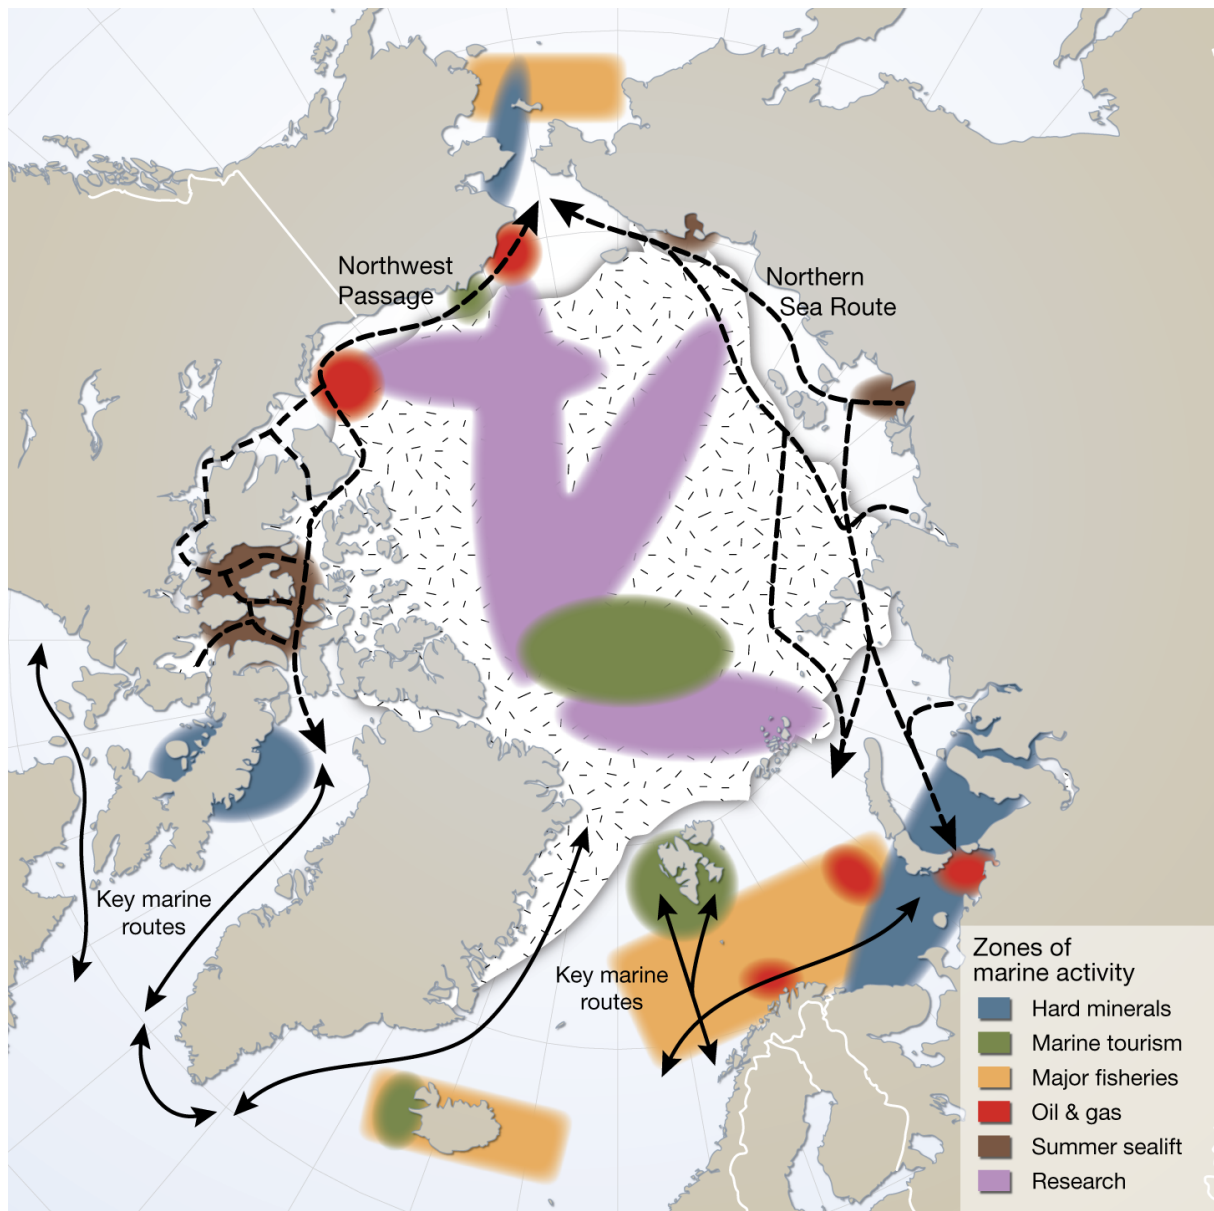 Northwest
Passage
Northern
Sea Route
Key marine
routes
Key marine
routes
Zones of
marine activity
Hard minerals
Marine tourism
Major fisheries
Oil & gas
Summer sealift
Research